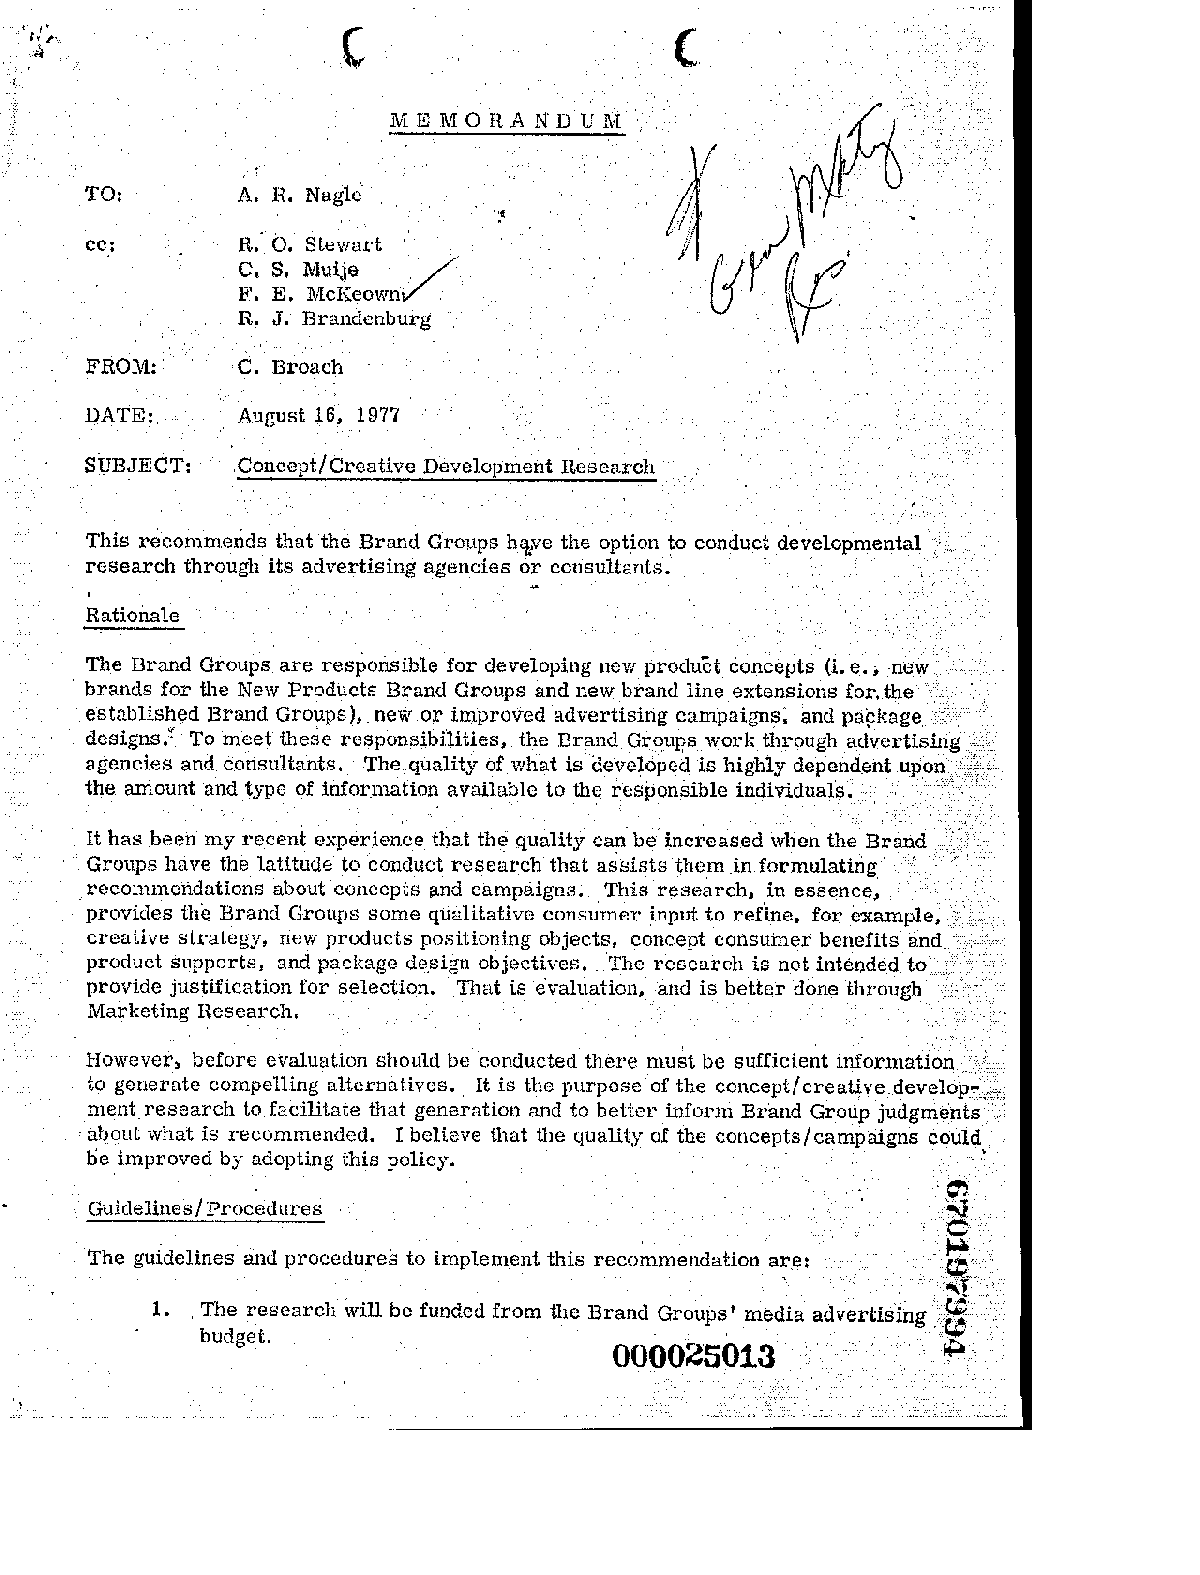 MEMORANDUM
TO: A. R. Nagle
cc: R. O. Stewart
C. S. Muije
F. E. McKeown
R. J. Brandenburg
FROM: C. Broach
DATE: August 16, 1977
SUBJECT: Concept/Creative Development Research
This recommends that the Brand Groups have the option to conduct developmental
research through its advertising agencies or consultants.
Rationale
The Brand Groups are responsible for developing new product concepts (i.e., new
brands for the New Products Brand Groups and new brand line extensions for the
established Brand Groups), new or improved advertising campaigns, and package
designs. To meet these responsibilities, the Brand Groups work through advertising
agencies and consultants. The quality of what is developed is highly dependent upon
the amount and type of information available to the responsible individuals.
It has been my recent experience that the quality can be increased when the Brand
Groups have the latitude to conduct research that assists them in formulating
recommendations about concepts and campaigns. This research, in essence,
provides the Brand Groups some qualitative consumer input to refine, for example,
creative strategy, new products positioning objects, concept consumer benefits and
product supports, and package design objectives. The research is not intended to
provide justification for selection. That is evaluation, and is better done through
Marketing Research.
However, before evaluation should be conducted there must be sufficient information
to generate compelling alternatives. It is the purpose of the concept/creative develop-
ment research to facilitate that generation and to better inform Brand Group judgments
about what is recommended. I believe that the quality of the concepts/campaigns could
be improved by adopting this policy.
Guidelines/Procedures
The guidelines and procedures to implement this recommendation are:
1. The research will be funded from the Brand Groups' media advertising
budget.
000025013
670197994